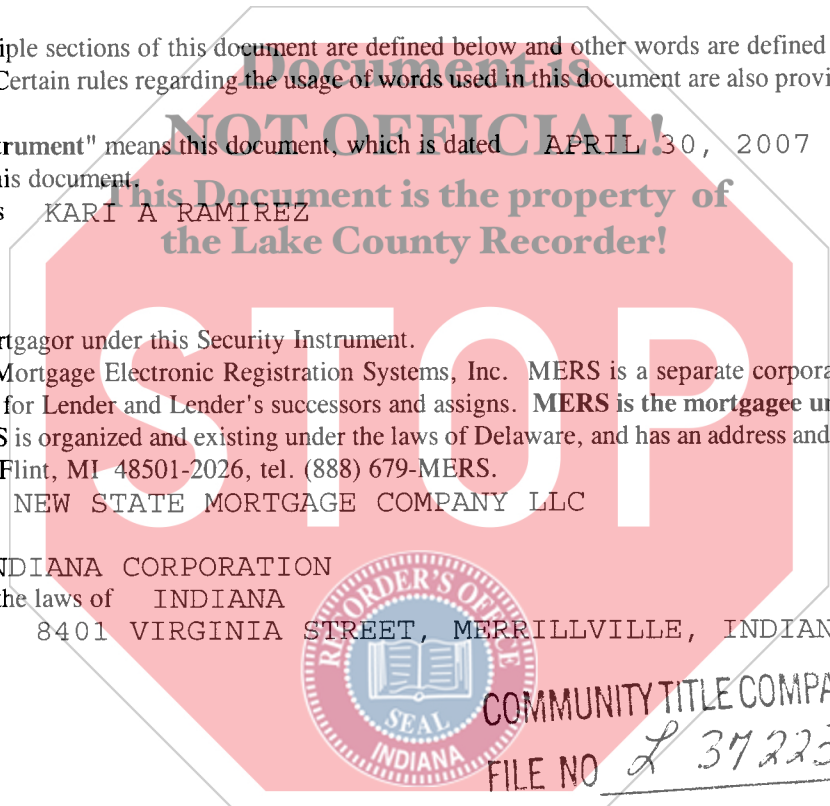 iple sections of this document are defined below and other words are defined
Certain rules regarding the usage of words used in this document are also provi
Document is
NOT OFFICIAL!
This Document is the property of
the Lake County Recorder!
trument" means this document, which is dated APRIL 30, 2007
his document.
s KARI A RAMIREZ
STOP
rtgagor under this Security Instrument.
Mortgage Electronic Registration Systems, Inc. MERS is a separate corpora
for Lender and Lender's successors and assigns. MERS is the mortgagee un
S is organized and existing under the laws of Delaware, and has an address and
Flint, MI 48501-2026, tel. (888) 679-MERS.
NEW STATE MORTGAGE COMPANY LLC
NDIANA CORPORATION
the laws of INDIANA
8401 VIRGINIA STREET, MERRILLVILLE, INDIAN
RECORDER'S OFFICE
SEAL
INDIANA
COMMUNITY TITLE COMPA
FILE NO L 37223